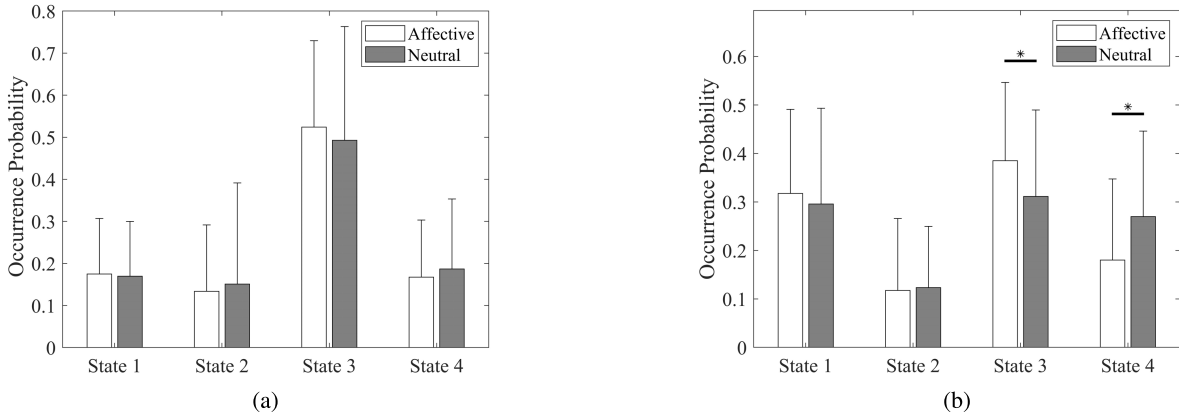 0.8
0.7
0.6
0.5
0.4
0.3
0.2
0.1
0
Occurrence Probability
Affective
Neutral
State 1 State 2 State 3 State 4
(a)
0.6
0.5
0.4
0.3
0.2
0.1
0
Occurrence Probability
Affective
Neutral
*
*
State 1 State 2 State 3 State 4
(b)